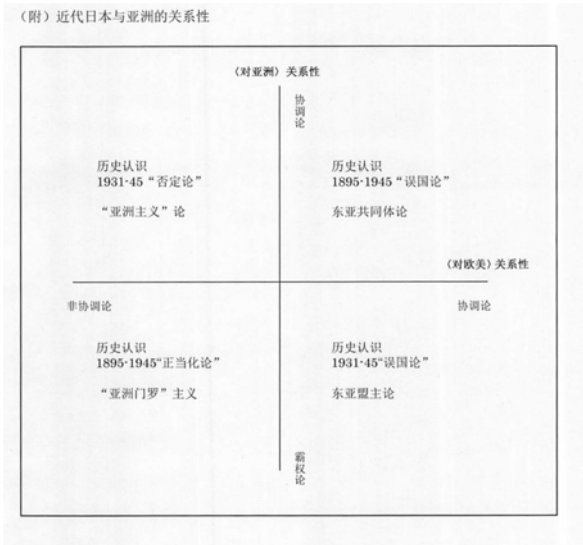 （附）近代日本与亚洲的关系性
（对亚洲）关系性
协调论
历史认识
1931-45“否定论”
“亚洲主义”论
历史认识
1895-1945“误国论”
东亚共同体论
（对欧美）关系性
非协调论
协调论
历史认识
1895-1945“正当化论”
“亚洲门罗”主义
历史认识
1931-45“误国论”
东亚盟主论
霸权论